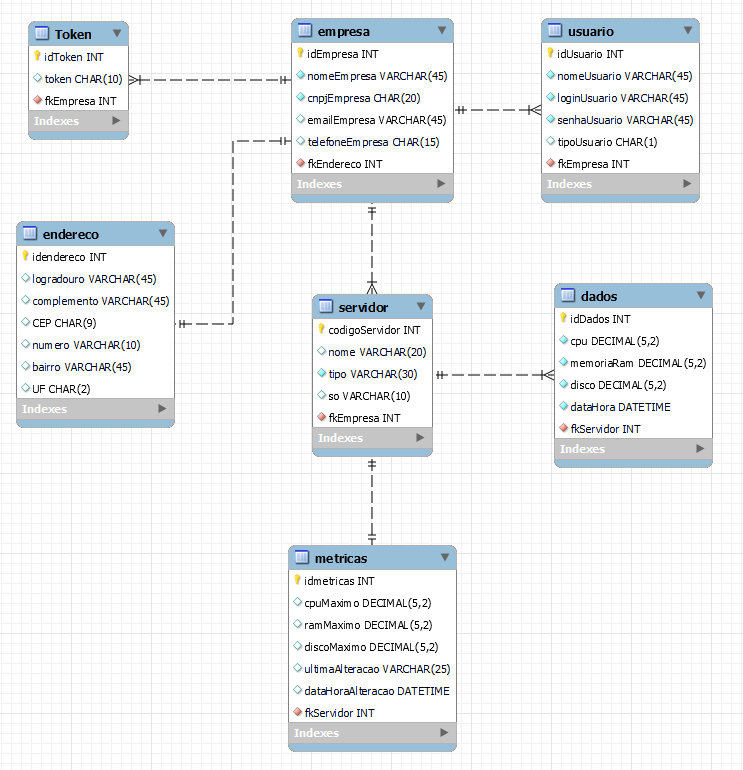 Token
idToken INT
token CHAR(10)
fkEmpresa INT
Indexes
empresa
idEmpresa INT
nomeEmpresa VARCHAR(45)
cnpjEmpresa CHAR(20)
emailEmpresa VARCHAR(45)
telefoneEmpresa CHAR(15)
fkEndereco INT
Indexes
usuario
idUsuario INT
nomeUsuario VARCHAR(45)
loginUsuario VARCHAR(45)
senhaUsuario VARCHAR(45)
tipoUsuario CHAR(1)
fkEmpresa INT
Indexes
endereco
idendereco INT
logradouro VARCHAR(45)
complemento VARCHAR(45)
CEP CHAR(9)
numero VARCHAR(10)
bairro VARCHAR(45)
UF CHAR(2)
Indexes
servidor
codigoServidor INT
nome VARCHAR(20)
tipo VARCHAR(30)
so VARCHAR(10)
fkEmpresa INT
Indexes
dados
idDados INT
cpu DECIMAL(5,2)
memoriaRam DECIMAL(5,2)
disco DECIMAL(5,2)
dataHora DATETIME
fkServidor INT
Indexes
metricas
idmetricas INT
cpuMaximo DECIMAL(5,2)
ramMaximo DECIMAL(5,2)
discoMaximo DECIMAL(5,2)
ultimaAlteracao VARCHAR(25)
dataHoraAlteracao DATETIME
fkServidor INT
Indexes